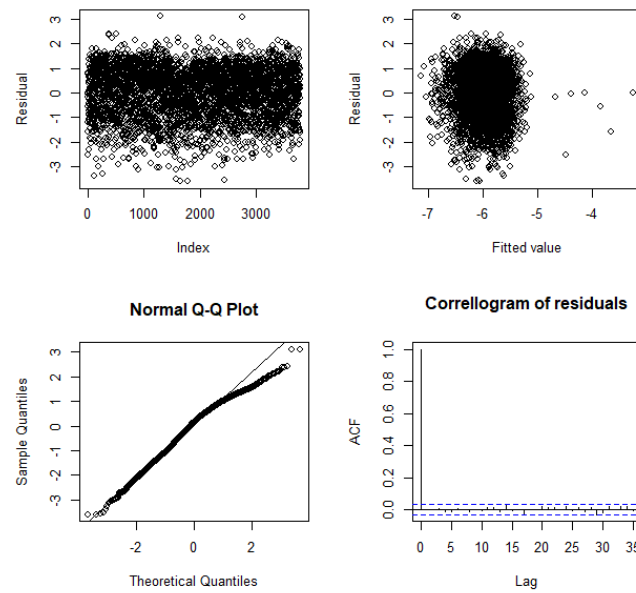 3
2
1
0
-1
-2
-3
Residual
0 1000 2000 3000
Index
3
2
1
0
-1
-2
-3
Residual
-7 -6 -5 -4
Fitted value
Normal Q-Q Plot
3
2
1
0
-1
-2
-3
Sample Quantiles
-2 0 2
Theoretical Quantiles
Correllogram of residuals
1.0
0.8
0.6
0.4
0.2
0.0
ACF
0 5 10 15 20 25 30 35
Lag